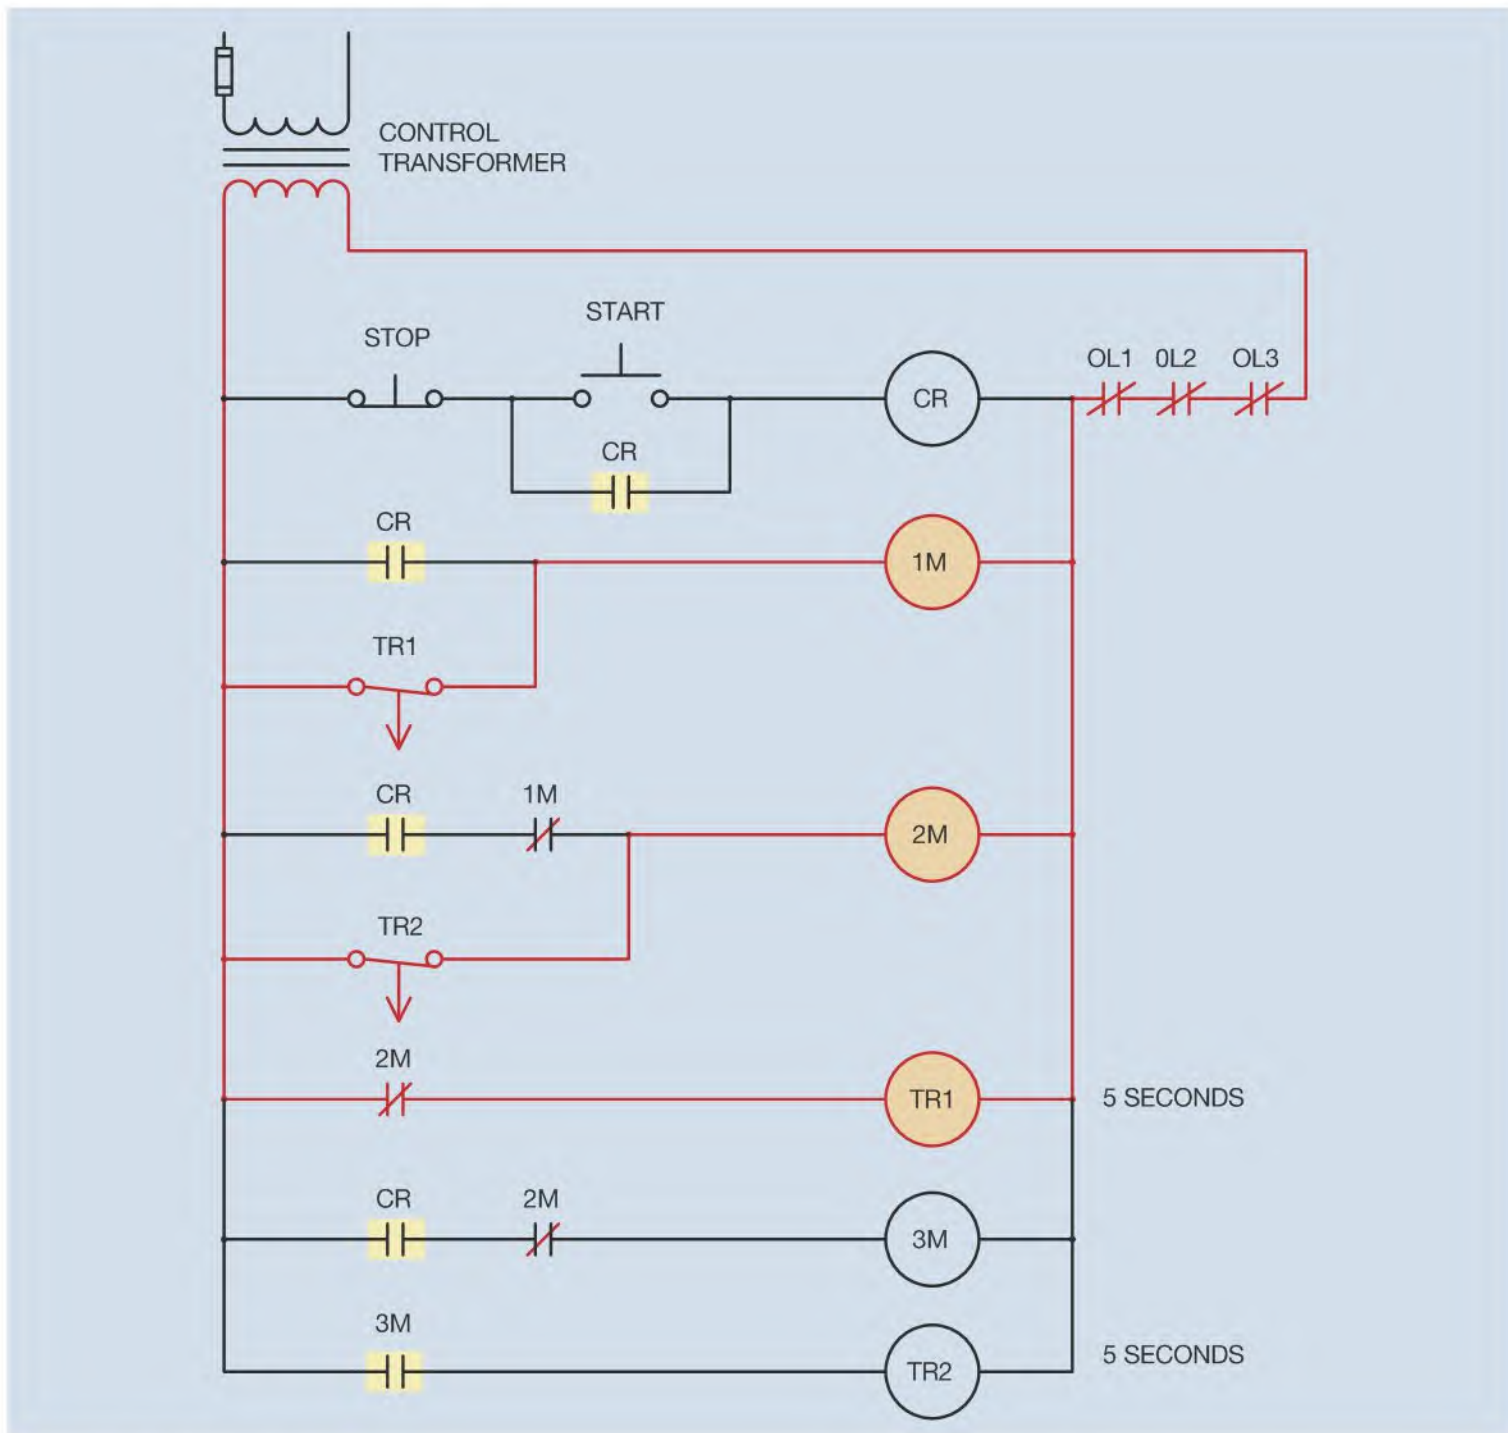 CONTROL
TRANSFORMER
START
STOP
OL1 0L2 OL3
CR
CR
CR
1M
TR1
CR 1M
2M
TR2
2M
TR1
5 SECONDS
CR 2M
3M
3M
5 SECONDS
TR2